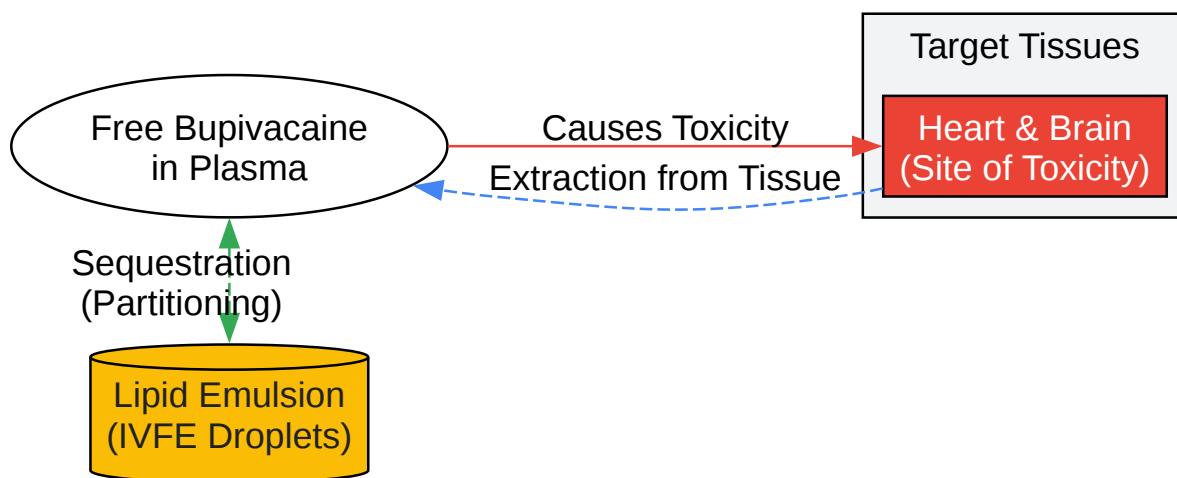 Target Tissues
Free Bupivacaine
in Plasma
Causes Toxicity
Heart & Brain
(Site of Toxicity)
Extraction from Tissue
Sequestration
(Partitioning)
Lipid Emulsion
(IVFE Droplets)